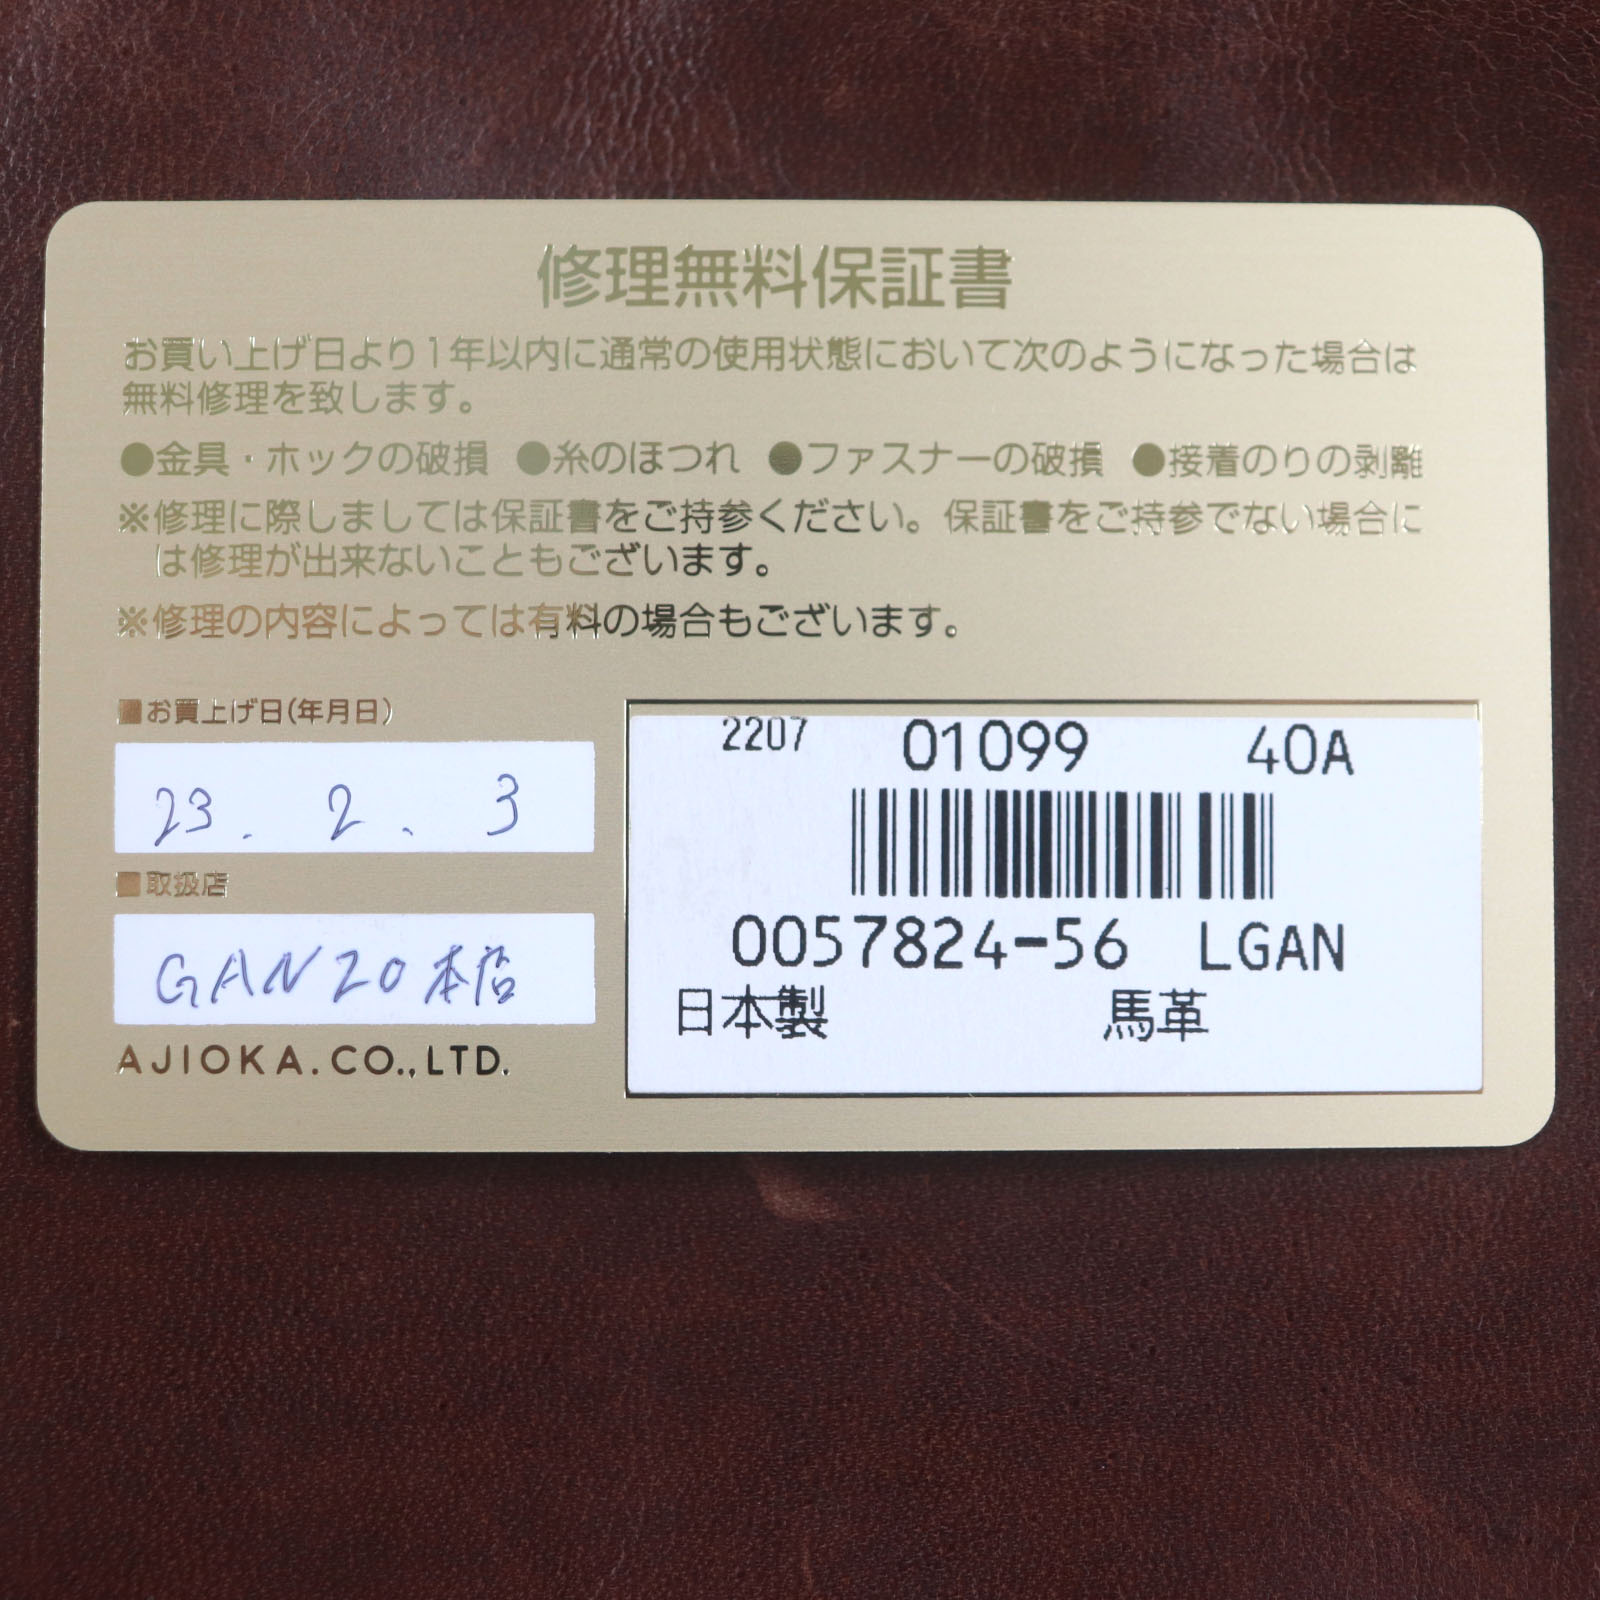 修理無料保証書
お買い上げ日より1年以内に通常の使用状態において次のようになった場合は
無料修理を致します。
●金具・ホックの破損 ●糸のほつれ ●ファスナーの破損 ●接着のりの剥離
※修理に際しましては保証書をご持参ください。保証書をご持参でない場合に
は修理が出来ないこともございます。
※修理の内容によっては有料の場合もございます。
■お買上げ日(年月日)
23. 2. 3
■取扱店
GANZO 本店
AJIOKA.CO.,LTD.
2207 01099 40A
0057824-56 LGAN
日本製 馬革